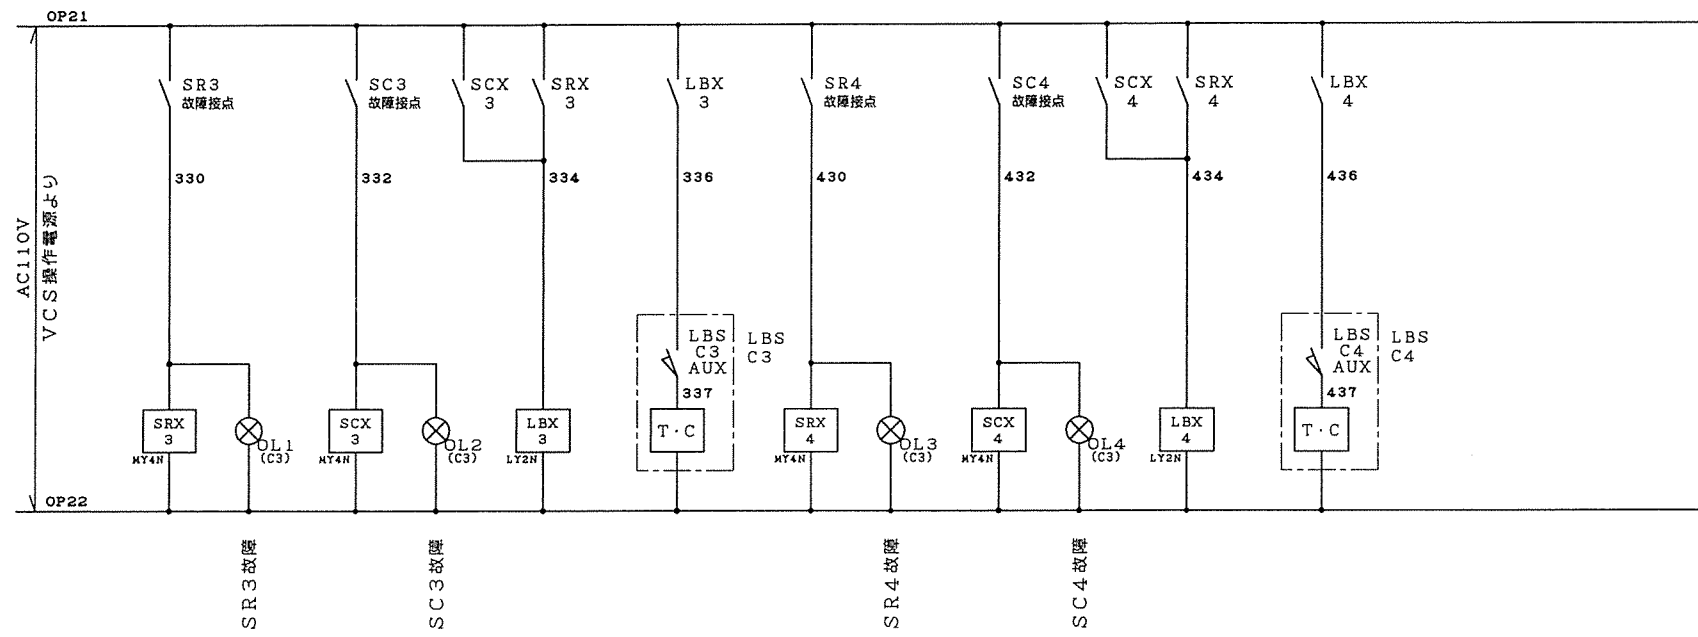 OP21
AC110V
VCS操作電源より
SR3
故障接点
SC3
故障接点
SCX
3
SRX
3
LBX
3
SR4
故障接点
SC4
故障接点
SCX
4
SRX
4
LBX
4
330
332
334
336
430
432
434
436
LBS
C3
AUX
LBS
C3
337
LBS
C4
AUX
LBS
C4
437
SRX
3
MY4N
OL1
(C3)
SCX
3
MY4N
OL2
(C3)
LBX
3
LY2N
T・C
SRX
4
MY4N
OL3
(C3)
SCX
4
MY4N
OL4
(C3)
LBX
4
LY2N
T・C
OP22
SR3故障
SC3故障
SR4故障
SC4故障